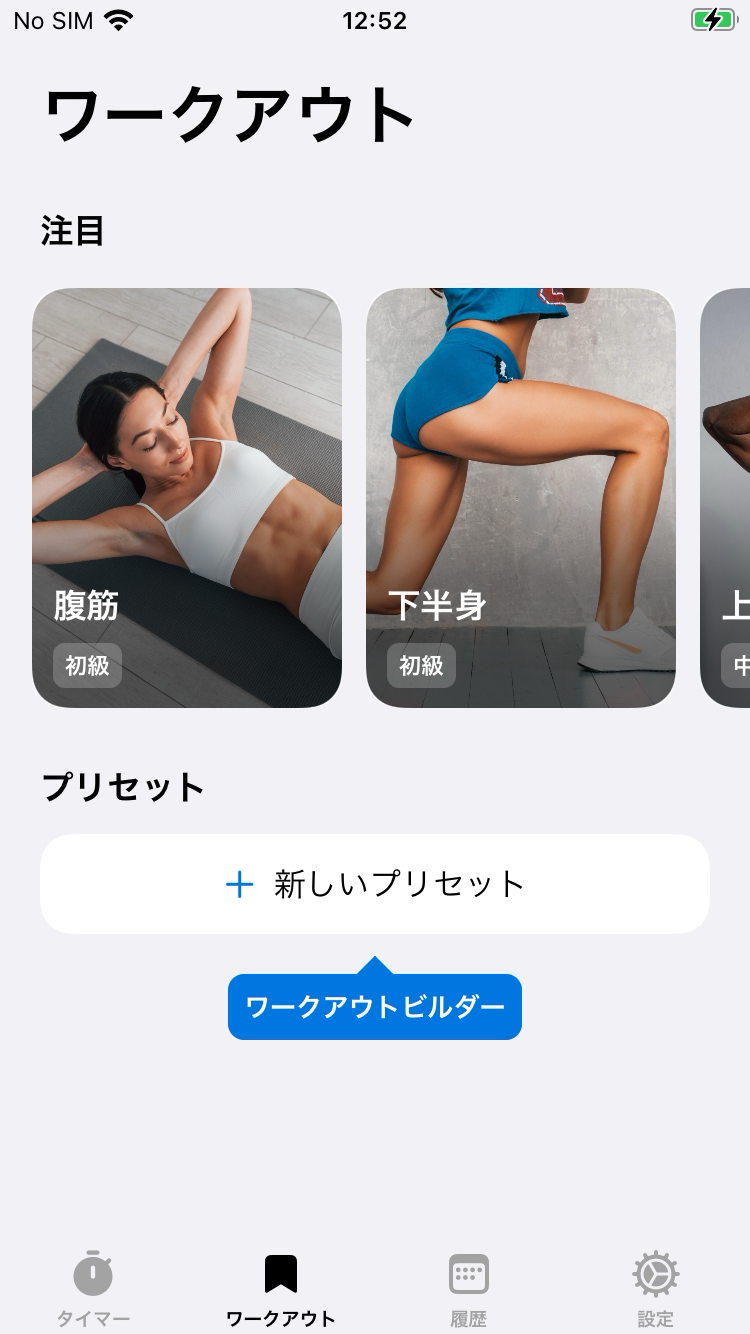 No SIM 12:52
ワークアウト
注目
腹筋
初級
下半身
初級
上
中
プリセット
+ 新しいプリセット
ワークアウトビルダー
タイマー ワークアウト 履歴 設定